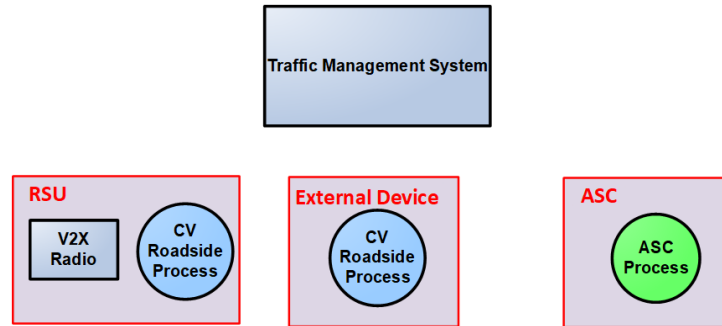 Traffic Management System
RSU
V2X
Radio
CV
Roadside
Process
External Device
CV
Roadside
Process
ASC
ASC
Process